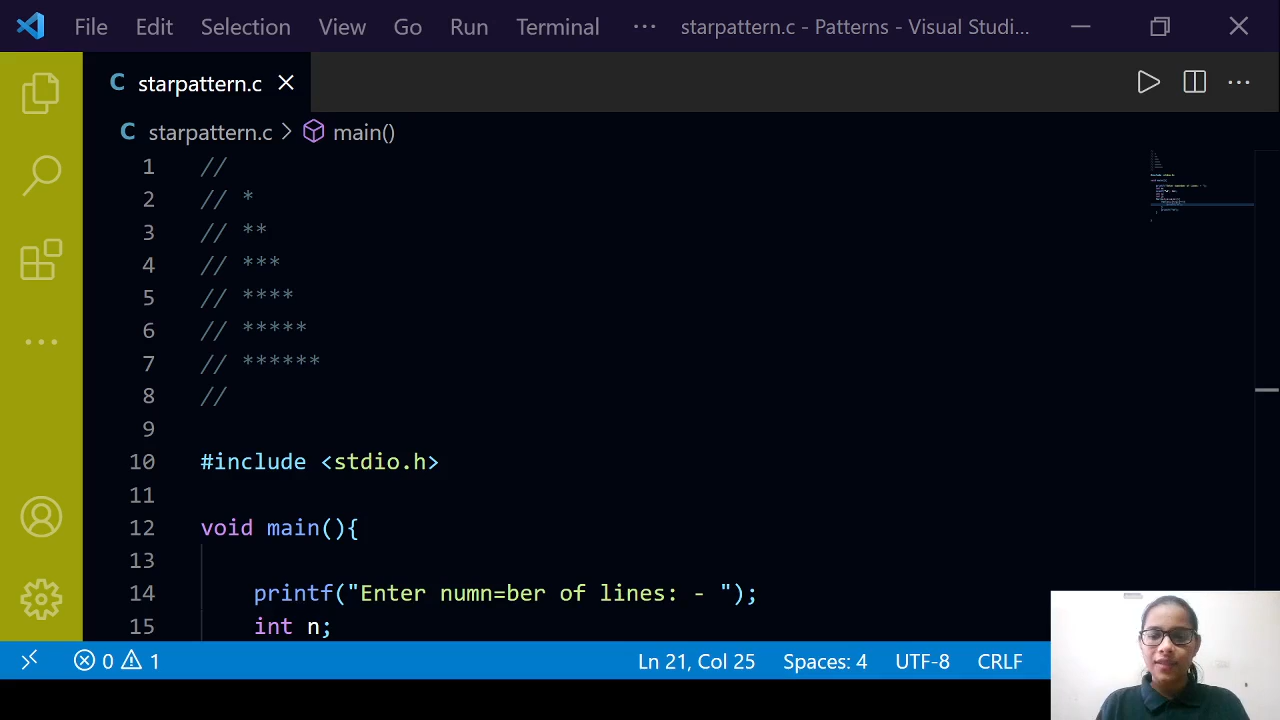 File Edit Selection View Go Run Terminal ··· starpattern.c - Patterns - Visual Studi...
C starpattern.c
C starpattern.c > main()
1 //
2 // *
3 // **
4 // ***
5 // ****
6 // *****
7 // ******
8 //
9
10 #include <stdio.h>
11
12 void main(){
13
14 printf("Enter numn=ber of lines: - ");
15 int n;
0 1 Ln 21, Col 25 Spaces: 4 UTF-8 CRLF